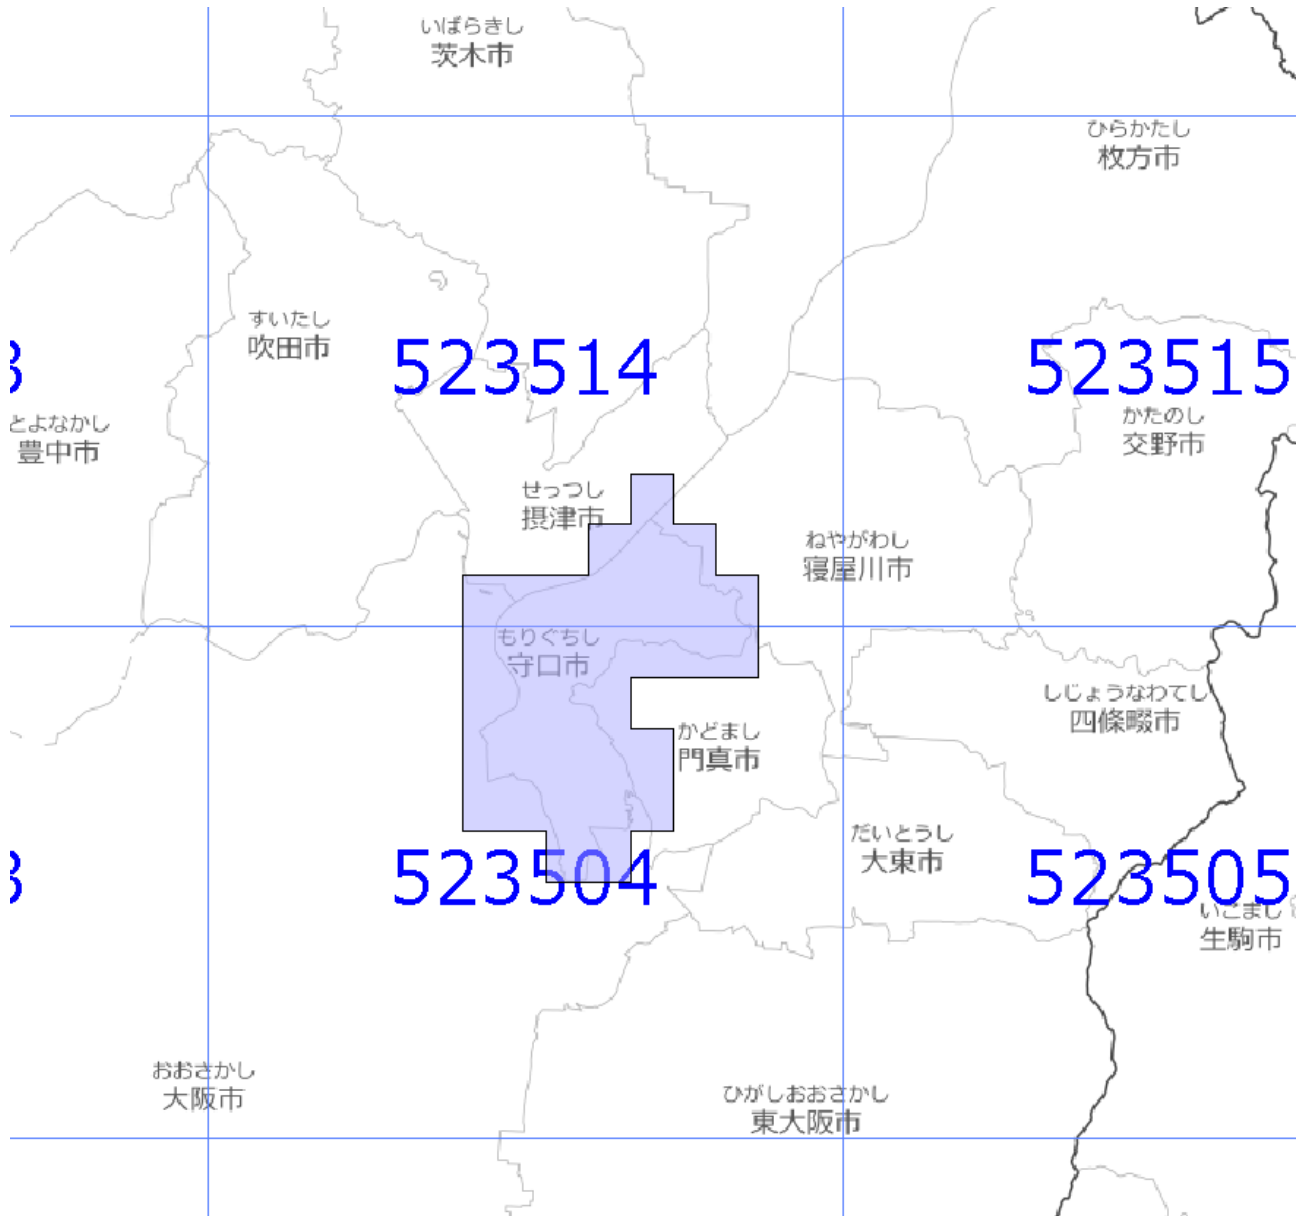 いばらきし
茨木市
ひらかたし
枚方市
すいたし
吹田市
3
523514
523515
とよなかし
豊中市
かたのし
交野市
せっつし
摂津市
ねやがわし
寝屋川市
もりぐちし
守口市
しじょうなわてし
四條畷市
かどまし
門真市
だいとうし
大東市
3
523504
523505
いこまし
生駒市
おおさかし
大阪市
ひがしおおさかし
東大阪市